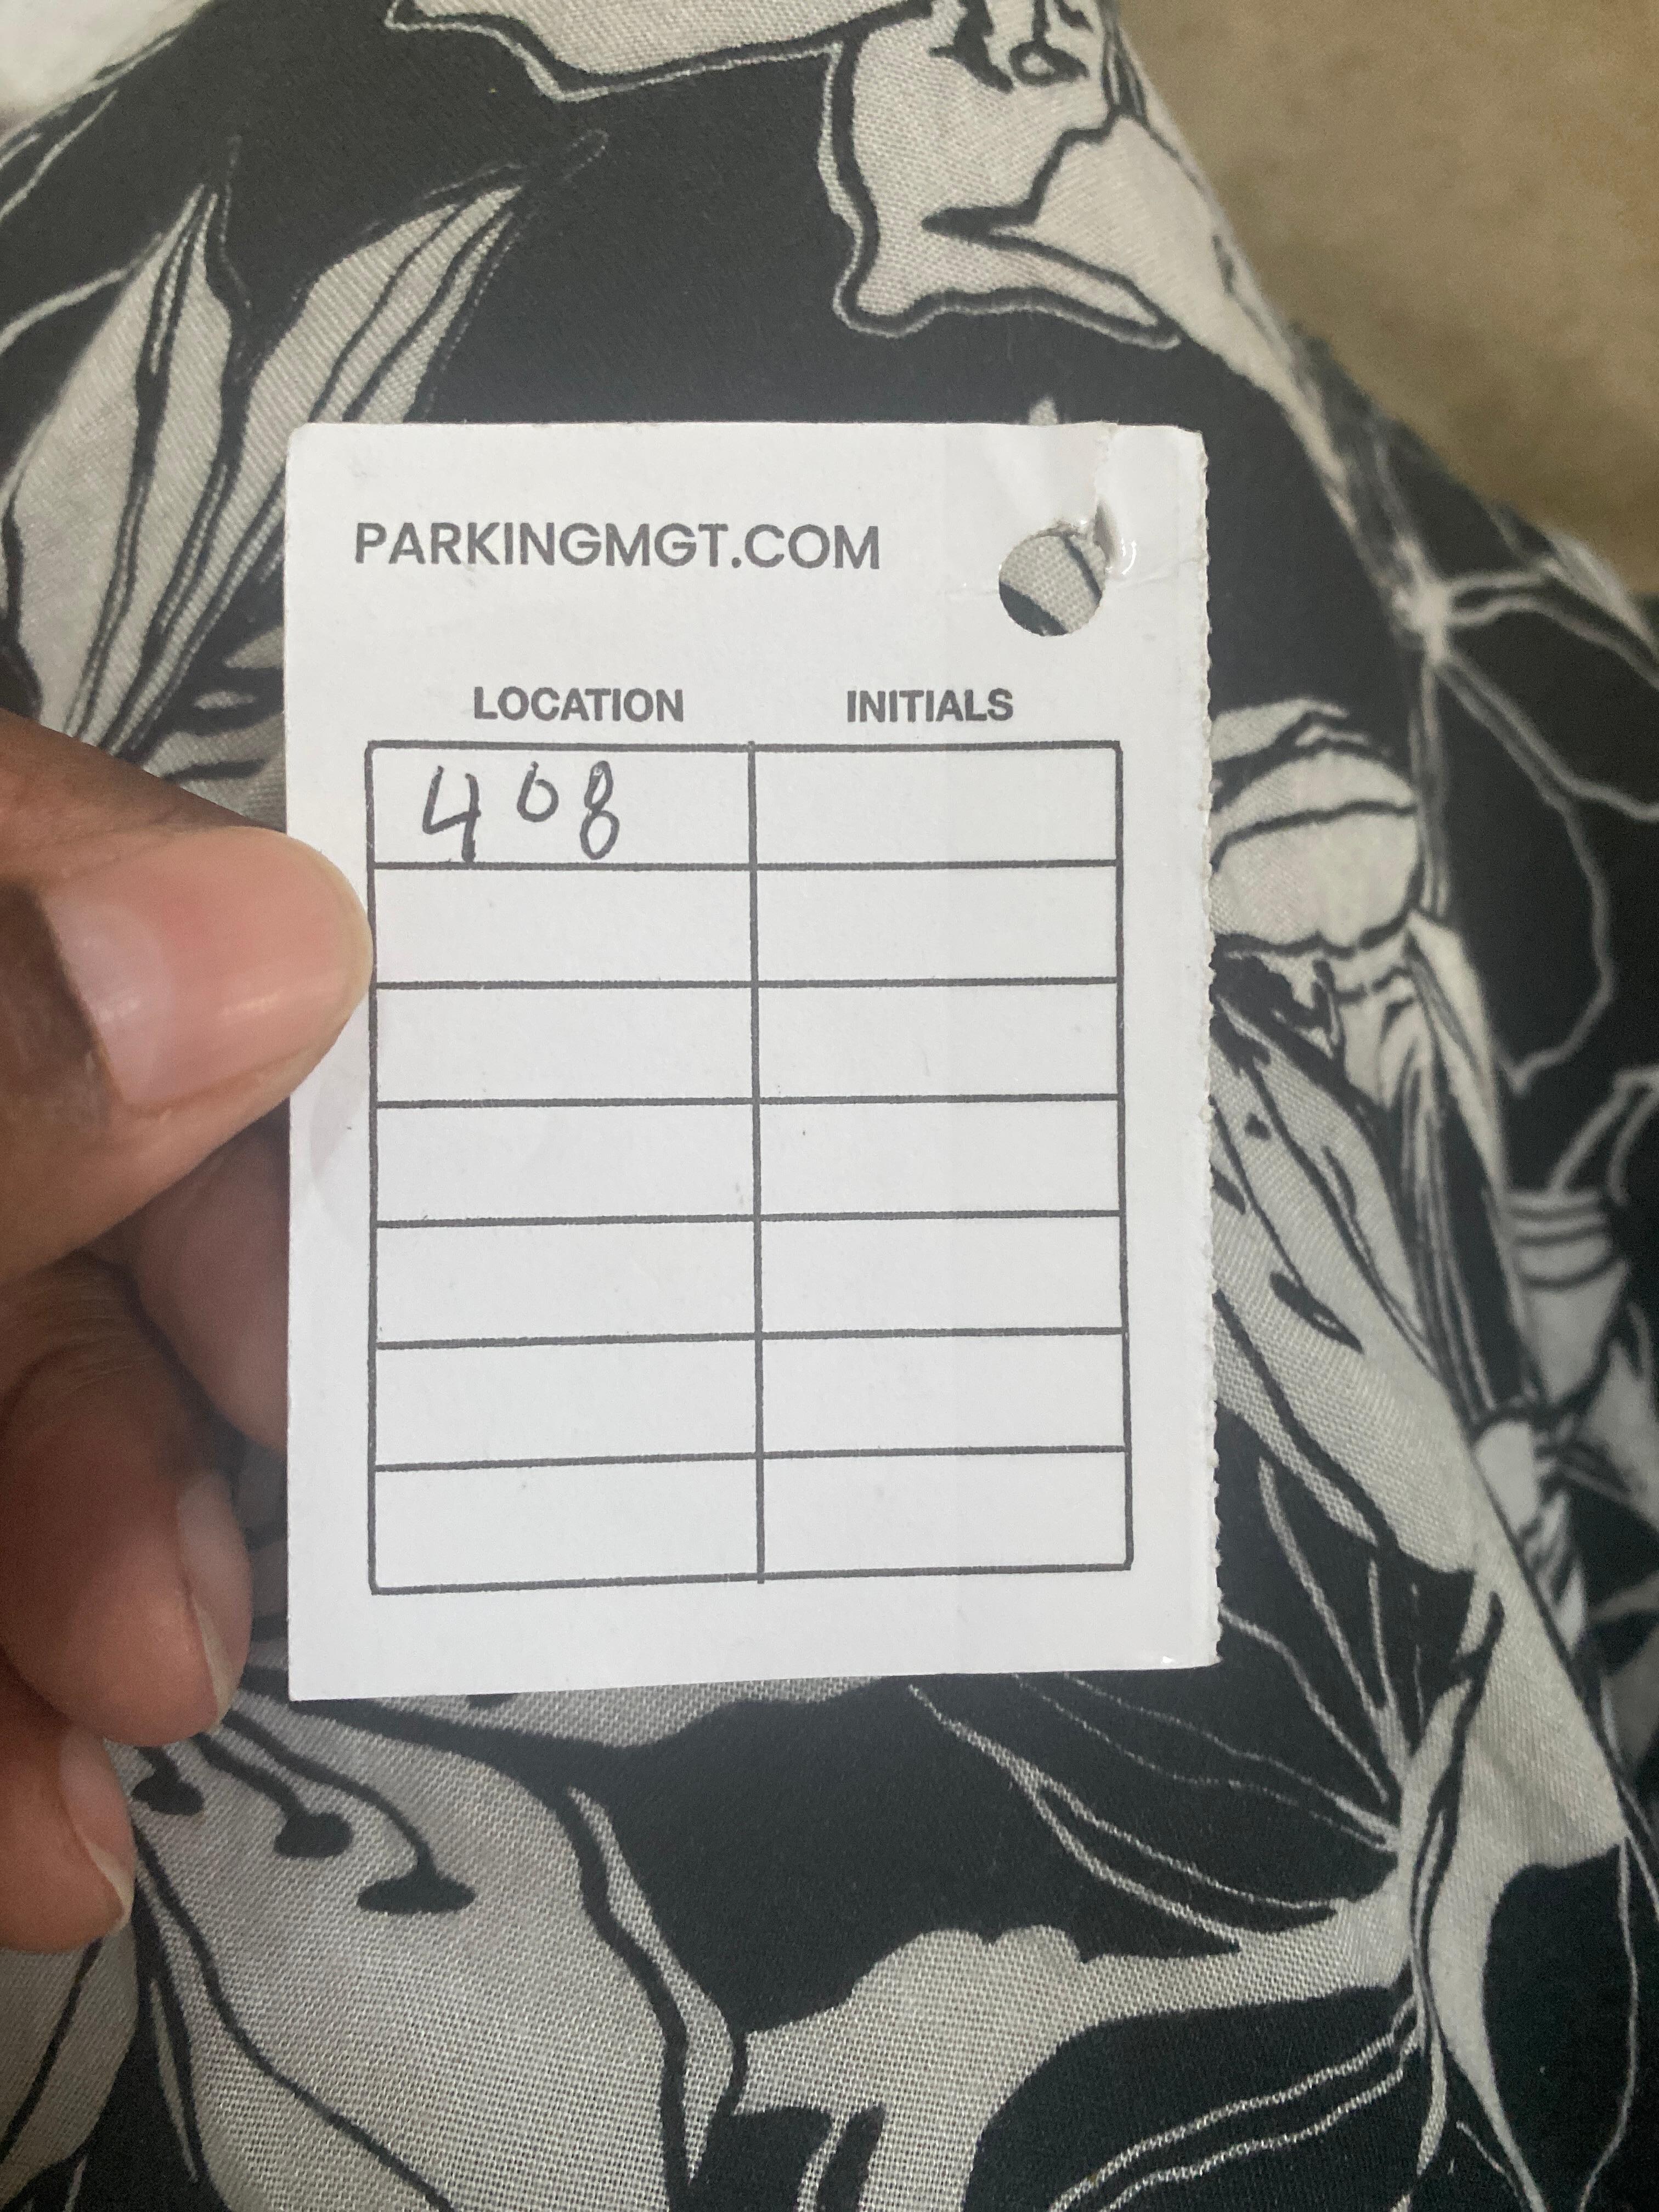 PARKINGMGT.COM
LOCATION INITIALS
408